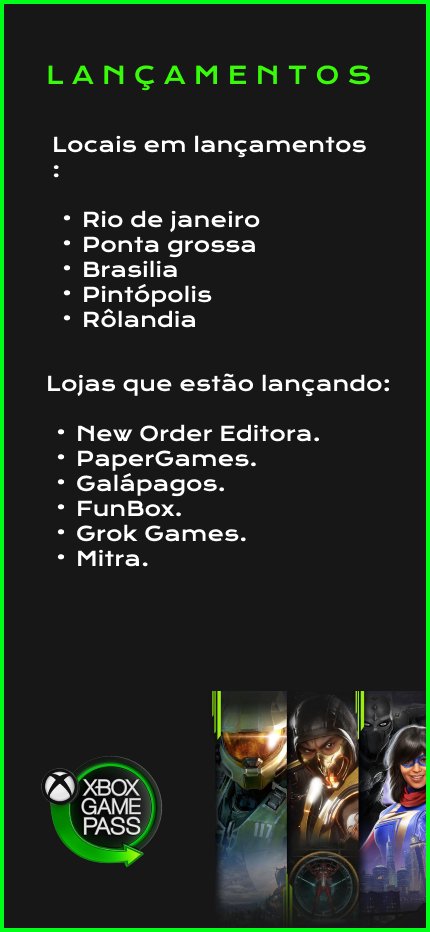 LANÇAMENTOS
Locais em lançamentos
:
• Rio de janeiro
• Ponta grossa
• Brasilia
• Pintópolis
• Rôlandia
Lojas que estão lançando:
• New Order Editora.
• PaperGames.
• Galápagos.
• FunBox.
• Grok Games.
• Mitra.
XBOX
GAME
PASS
117